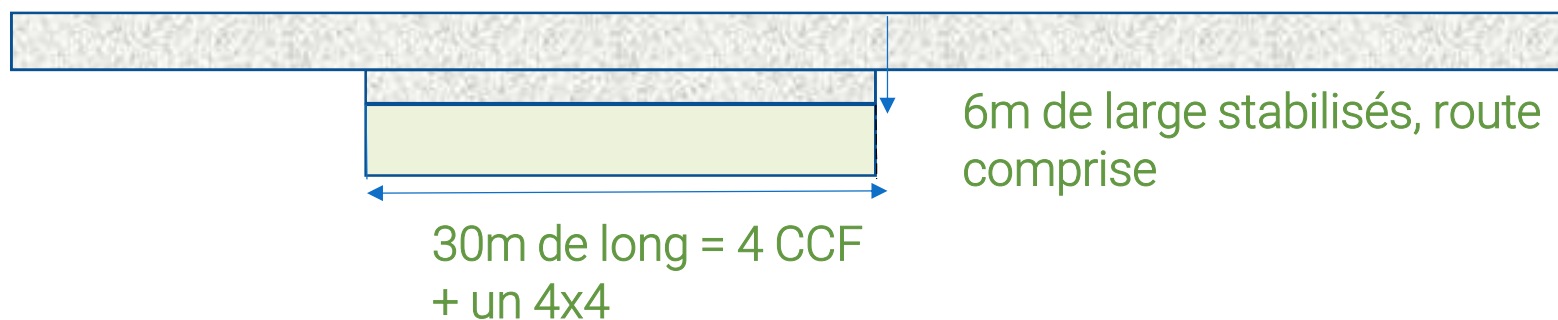 6m de large stabilisés, route
comprise
30m de long = 4 CCF
+ un 4x4